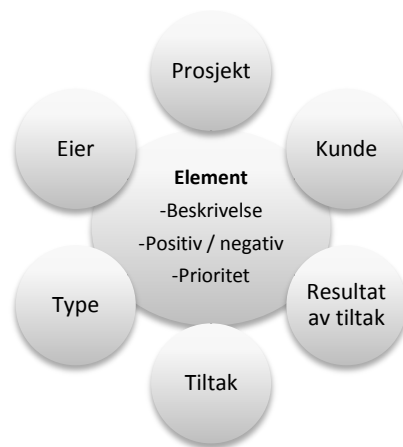 Prosjekt
Eier
Kunde
Element
-Beskrivelse
-Positiv / negativ
-Prioritet
Type
Resultat
av tiltak
Tiltak